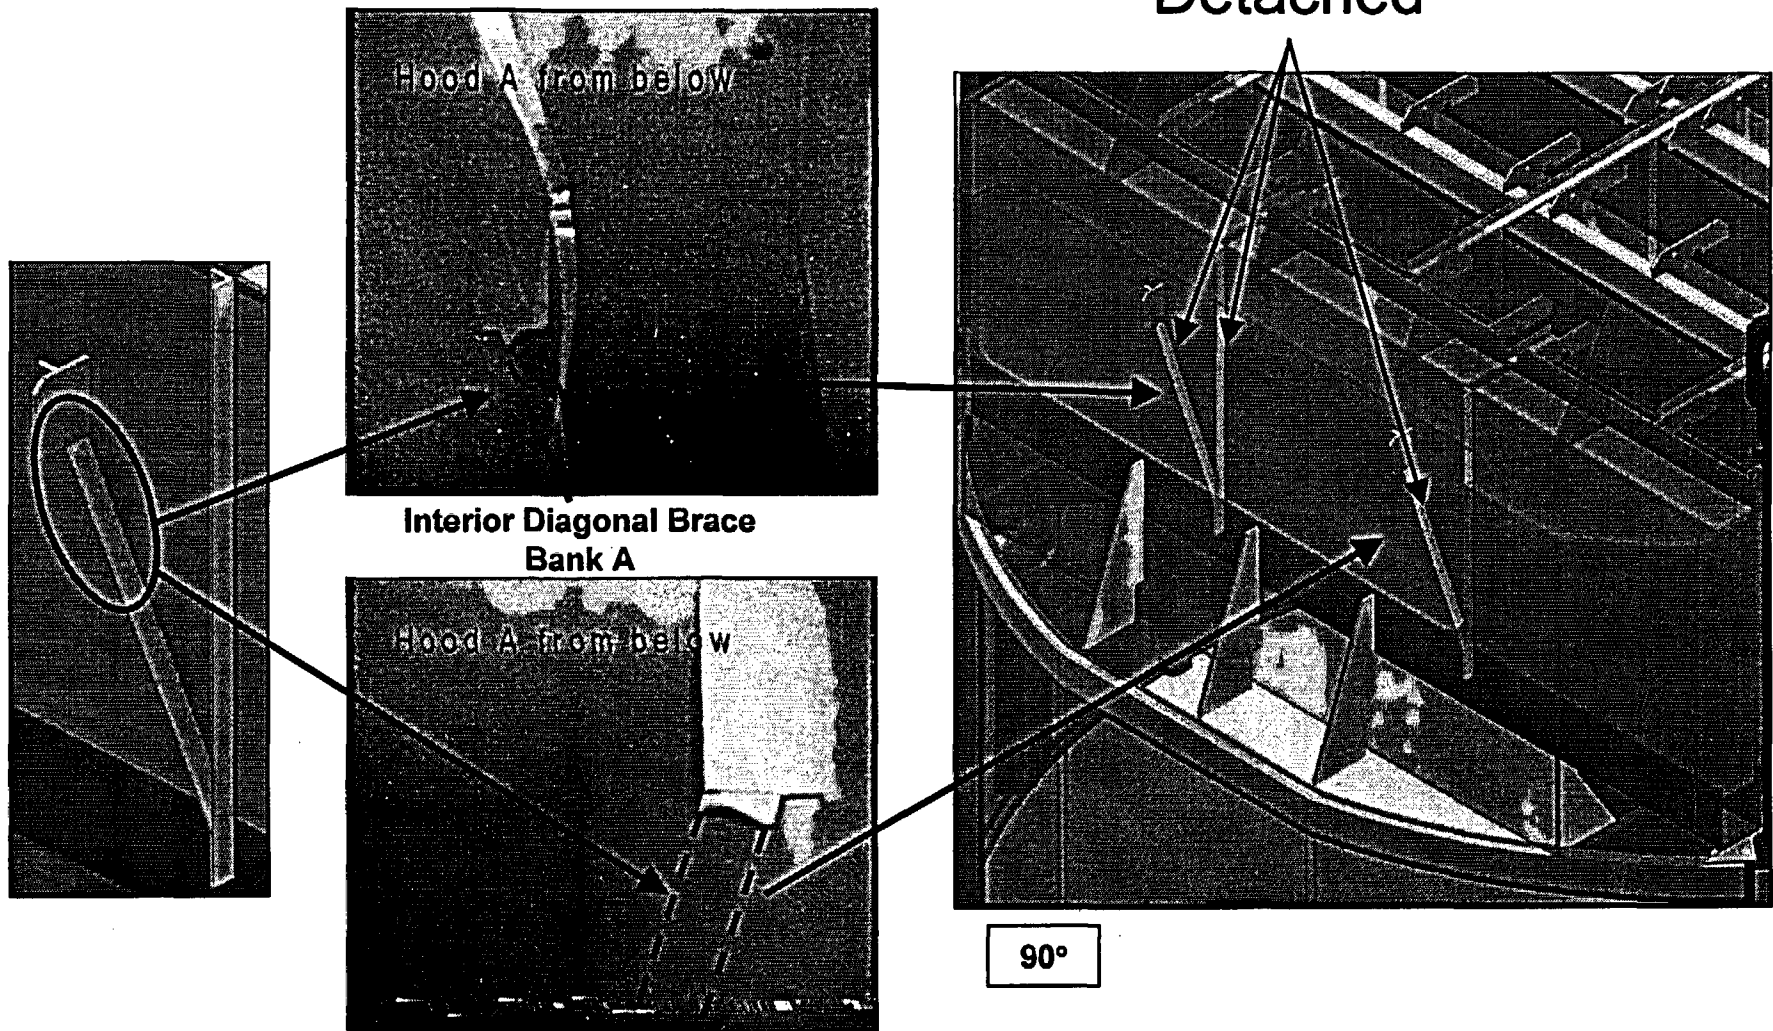 Detached
Hood A from below
Interior Diagonal Brace
Bank A
Hood A from below
90°